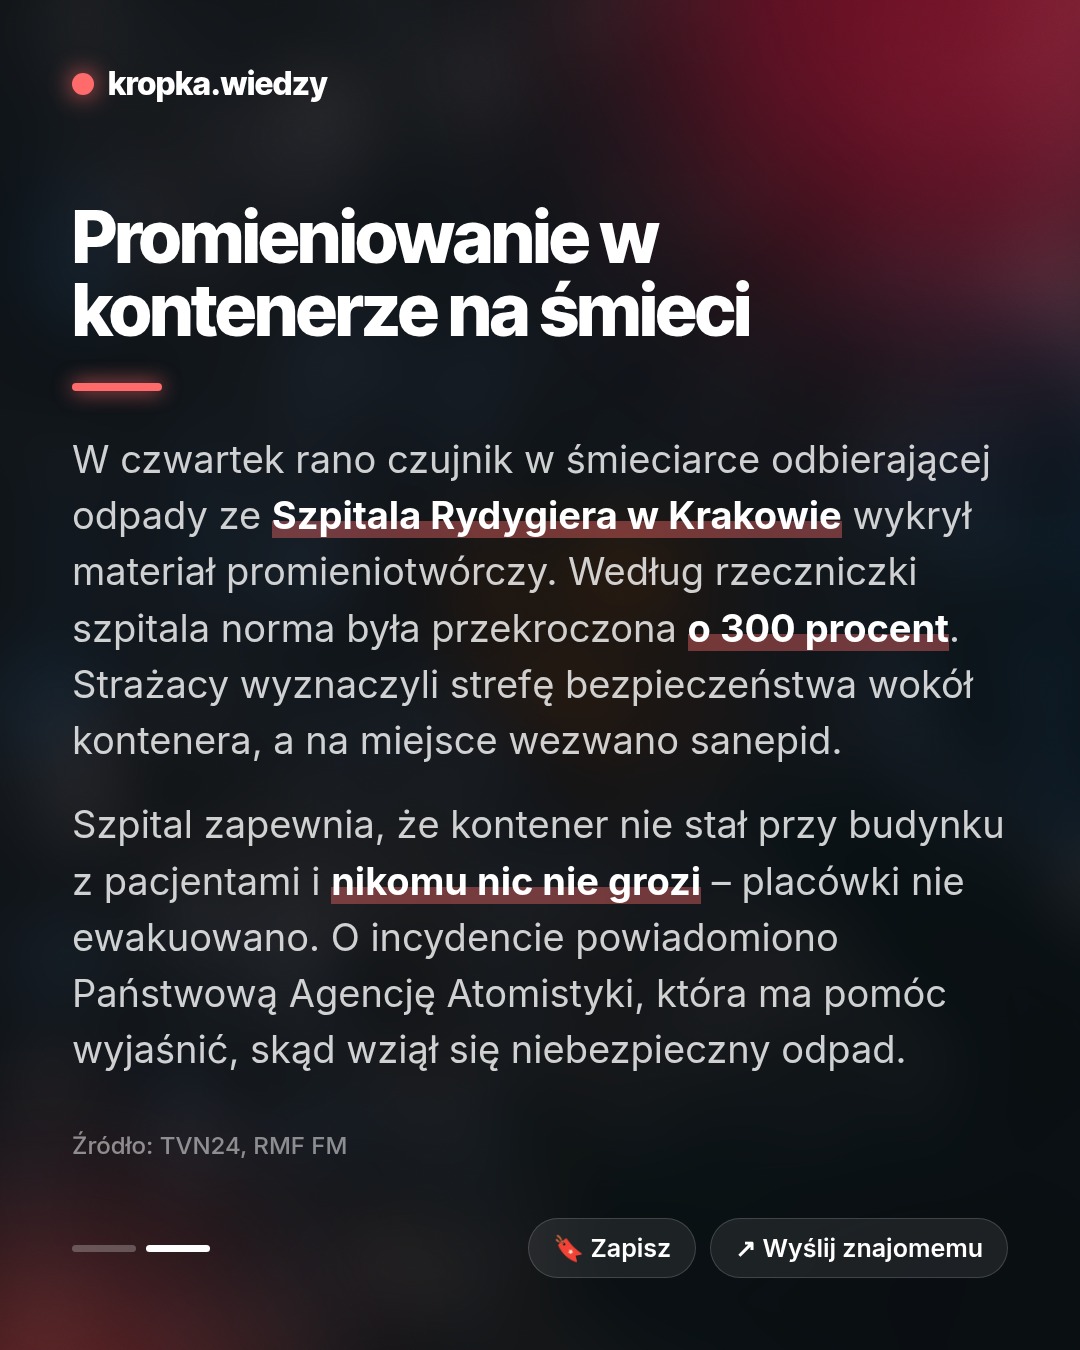 kropka.wiedzy
Promieniowanie w
kontenerze na śmieci
W czwartek rano czujnik w śmieciarce odbierającej
odpady ze Szpitala Rydygiera w Krakowie wykrył
materiał promieniotwórczy. Według rzeczniczki
szpitala norma była przekroczona o 300 procent.
Strażacy wyznaczyli strefę bezpieczeństwa wokół
kontenera, a na miejsce wezwano sanepid.
Szpital zapewnia, że kontener nie stał przy budynku
z pacjentami i nikomu nic nie grozi – placówki nie
ewakuowano. O incydencie powiadomiono
Państwową Agencję Atomistyki, która ma pomóc
wyjaśnić, skąd wziął się niebezpieczny odpad.
Źródło: TVN24, RMF FM
🔖 Zapisz
↗ Wyślij znajomemu